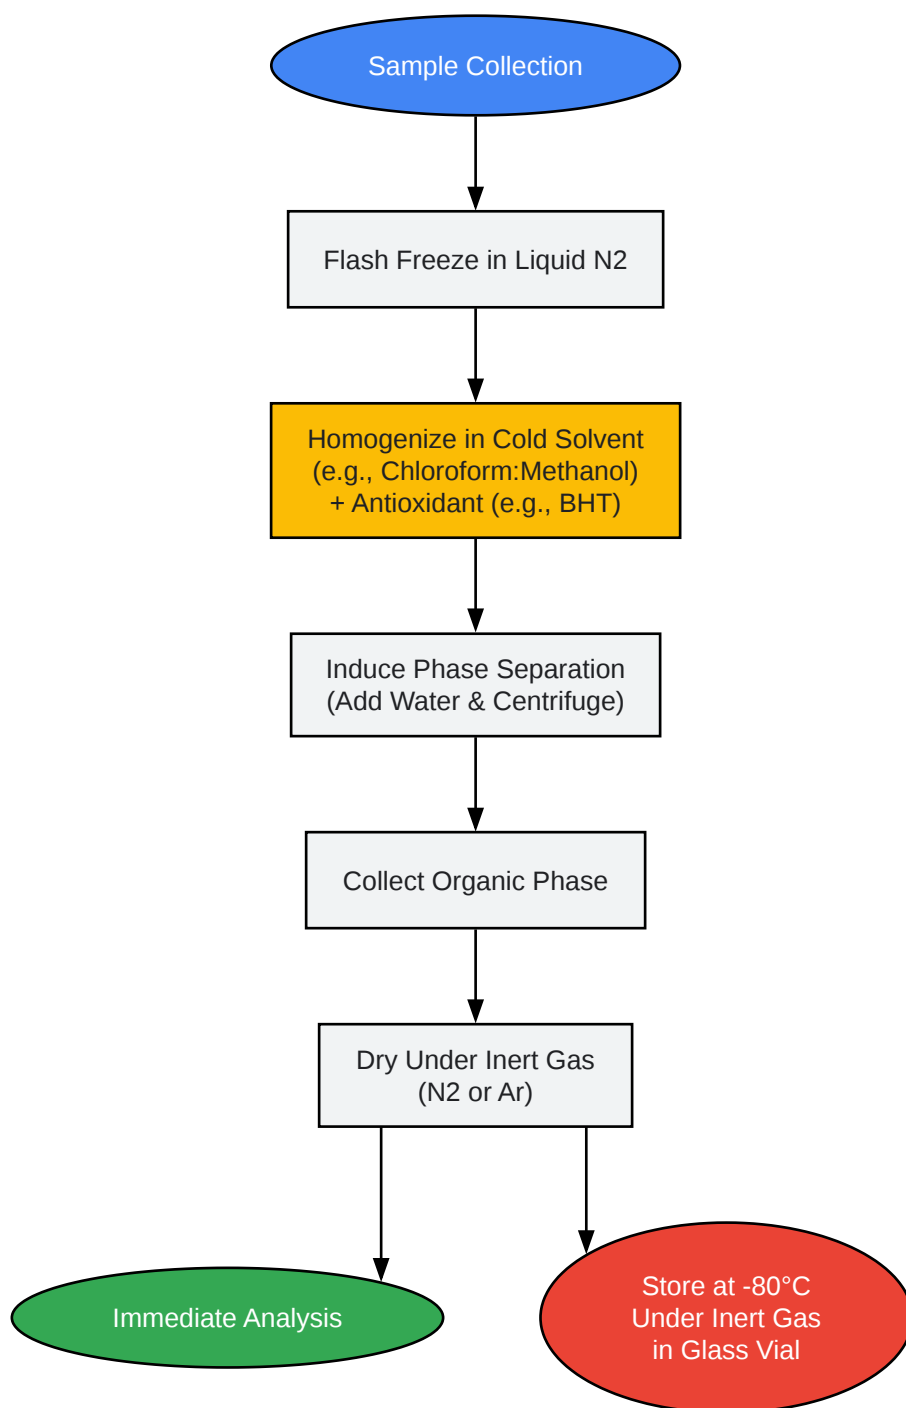 Sample Collection
Flash Freeze in Liquid N2
Homogenize in Cold Solvent
(e.g., Chloroform:Methanol)
+ Antioxidant (e.g., BHT)
Induce Phase Separation
(Add Water & Centrifuge)
Collect Organic Phase
Dry Under Inert Gas
(N2 or Ar)
Immediate Analysis
Store at -80°C
Under Inert Gas
in Glass Vial